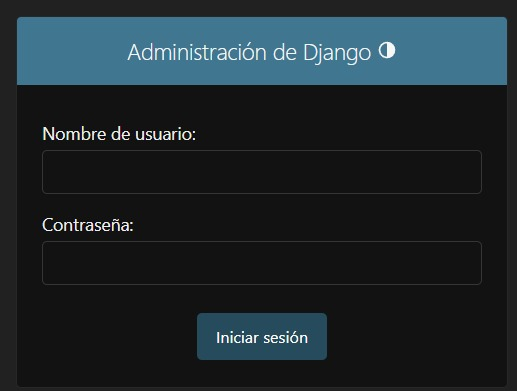 Administración de Django
Nombre de usuario:
Contraseña:
Iniciar sesión